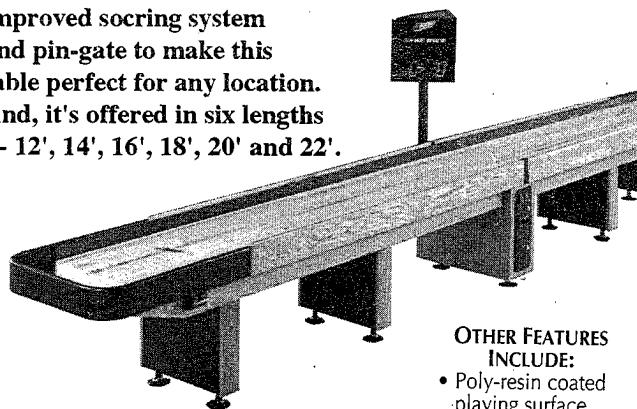 mproved socring system
nd pin-gate to make this
able perfect for any location.
nd, it's offered in six lengths
- 12', 14', 16', 18', 20' and 22'.
OTHER FEATURES
INCLUDE:
• Poly-resin coated
playing surface